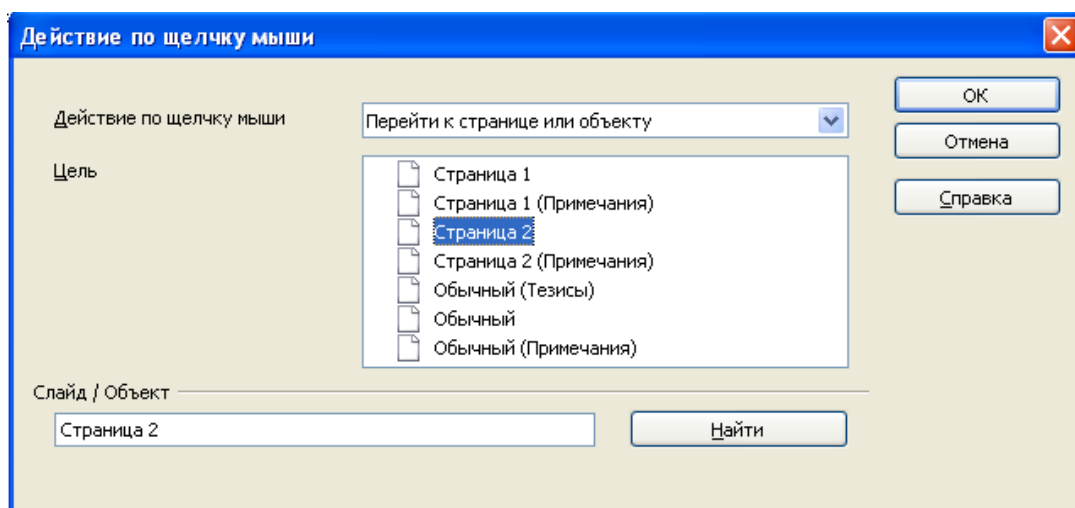 Действие по щелчку мыши
ОК
Действие по щелчку мыши
Перейти к странице или объекту
Отмена
Цель
Страница 1
Справка
Страница 1 (Примечания)
Страница 2
Страница 2 (Примечания)
Обычный (Тезисы)
Обычный
Обычный (Примечания)
Слайд / Объект
Страница 2
Найти